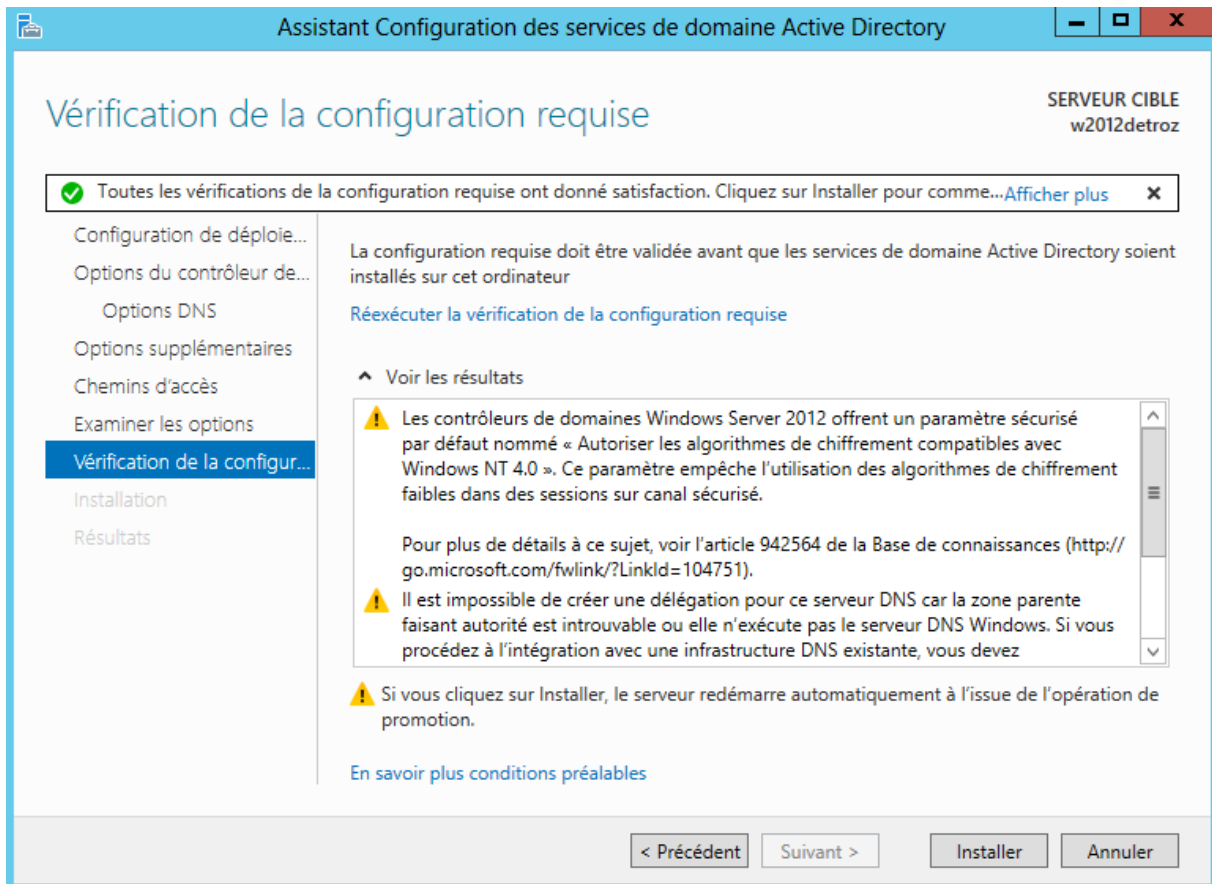 Assistant Configuration des services de domaine Active Directory
Vérification de la configuration requise
SERVEUR CIBLE
w2012detroz
Toutes les vérifications de la configuration requise ont donné satisfaction. Cliquez sur Installer pour comme...Afficher plus
Configuration de déploie...
Options du contrôleur de...
Options DNS
Options supplémentaires
Chemins d'accès
Examiner les options
Vérification de la configur...
Installation
Résultats
La configuration requise doit être validée avant que les services de domaine Active Directory soient
installés sur cet ordinateur
Réexécuter la vérification de la configuration requise
Voir les résultats
Les contrôleurs de domaines Windows Server 2012 offrent un paramètre sécurisé
par défaut nommé « Autoriser les algorithmes de chiffrement compatibles avec
Windows NT 4.0 ». Ce paramètre empêche l'utilisation des algorithmes de chiffrement
faibles dans des sessions sur canal sécurisé.
Pour plus de détails à ce sujet, voir l'article 942564 de la Base de connaissances (http://
go.microsoft.com/fwlink/?LinkId=104751).
Il est impossible de créer une délégation pour ce serveur DNS car la zone parente
faisant autorité est introuvable ou elle n'exécute pas le serveur DNS Windows. Si vous
procédez à l'intégration avec une infrastructure DNS existante, vous devez
Si vous cliquez sur Installer, le serveur redémarre automatiquement à l'issue de l'opération de
promotion.
En savoir plus conditions préalables
< Précédent
Suivant >
Installer
Annuler